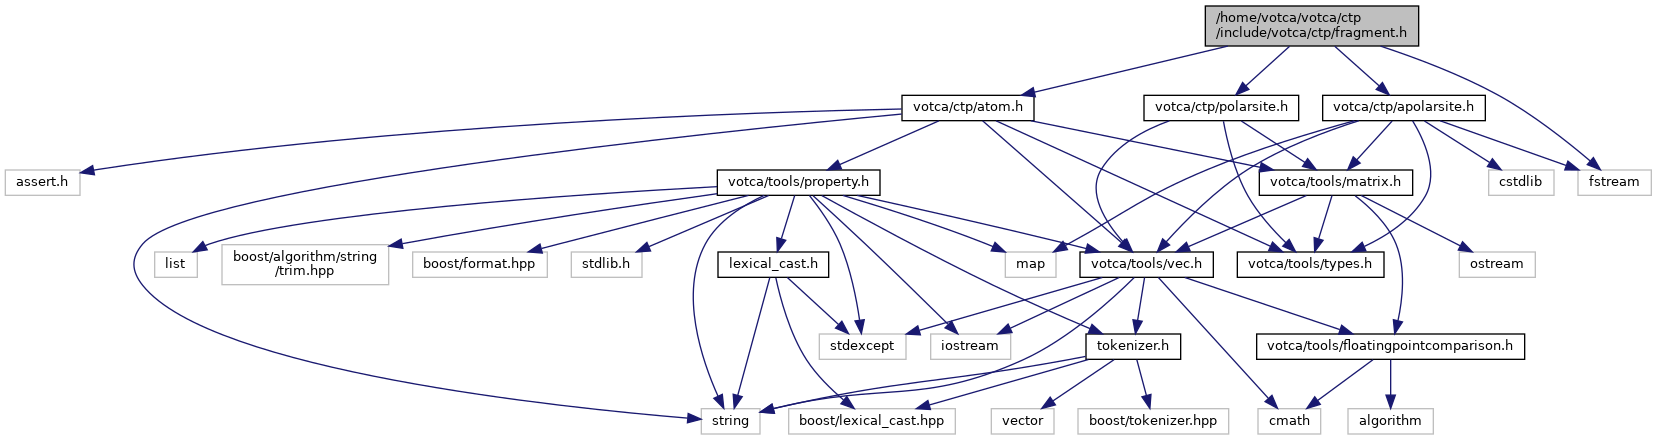 /home/votca/votca/ctp
/include/votca/ctp/fragment.h
votca/ctp/atom.h
votca/ctp/polarsite.h
votca/ctp/apolarsite.h
assert.h
votca/tools/property.h
votca/tools/matrix.h
cstdlib
fstream
list
boost/algorithm/string
/trim.hpp
boost/format.hpp
stdlib.h
lexical_cast.h
map
votca/tools/vec.h
votca/tools/types.h
ostream
stdexcept
iostream
tokenizer.h
votca/tools/floatingpointcomparison.h
string
boost/lexical_cast.hpp
vector
boost/tokenizer.hpp
cmath
algorithm